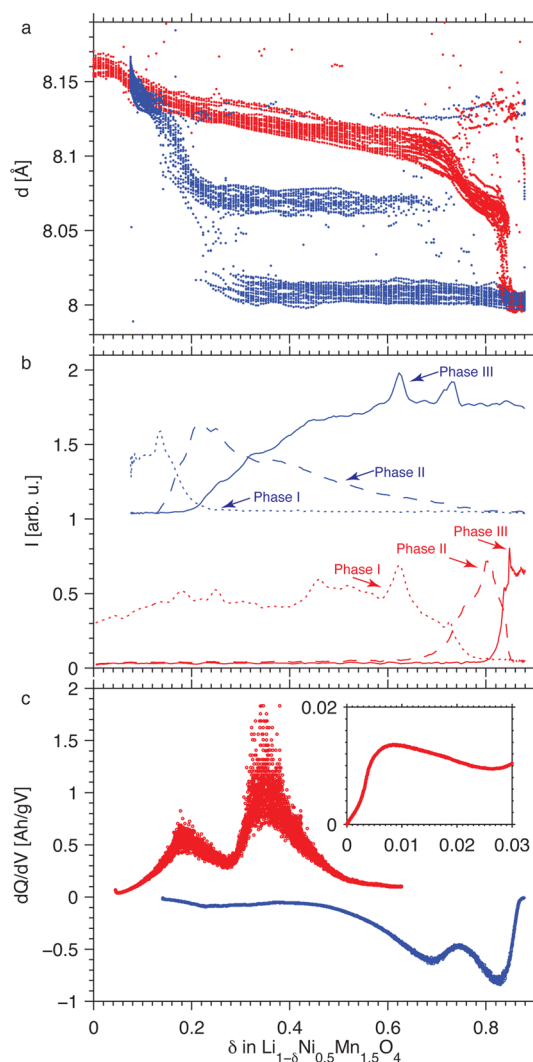 a
8.15
8.1
8.05
8
d [Å]
b
2
1.5
1
0.5
0
I [arb. u.]
Phase III
Phase II
Phase I
Phase III
Phase II
Phase I
c
2
1.5
1
0.5
0
−0.5
−1
dQ/dV [Ah/gV]
0.02
0
0 0.01 0.02 0.03
0 0.2 0.4 0.6 0.8
δ in Li₁₋δNi₀.₅Mn₁.₅O₄